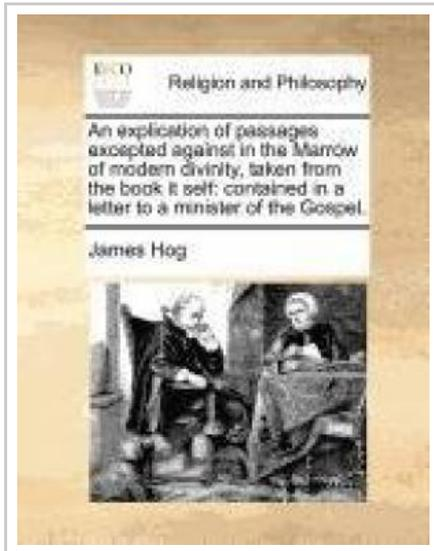 ECCO
Religion and Philosophy
An explication of passages
excepted against in the Marrow
of modern divinity, taken from
the book it self: contained in a
letter to a minister of the Gospel.
James Hog